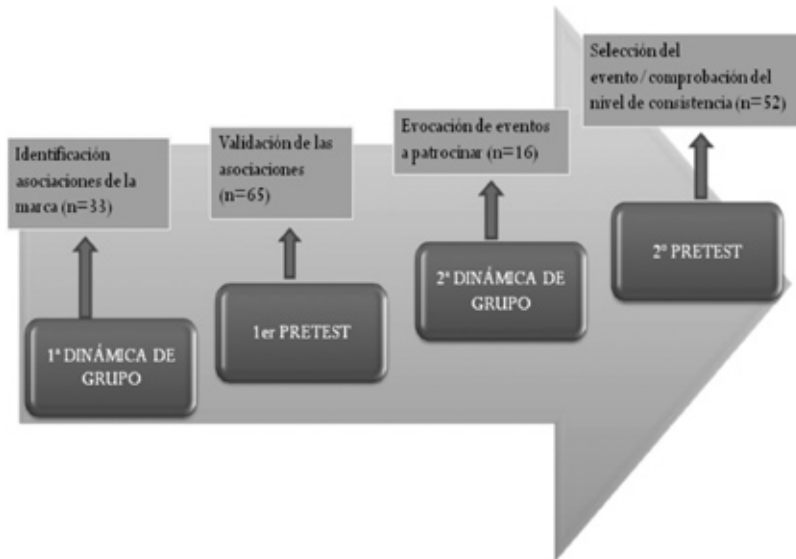 Identificación
asociaciones de la
marca (n=33)
1ª DINÁMICA DE
GRUPO
Validación de las
asociaciones
(n=65)
1er PRETEST
Evocación de eventos
a patrocinar (n=16)
2ª DINÁMICA DE
GRUPO
Selección del
evento / comprobación del
nivel de consistencia (n=52)
2º PRETEST